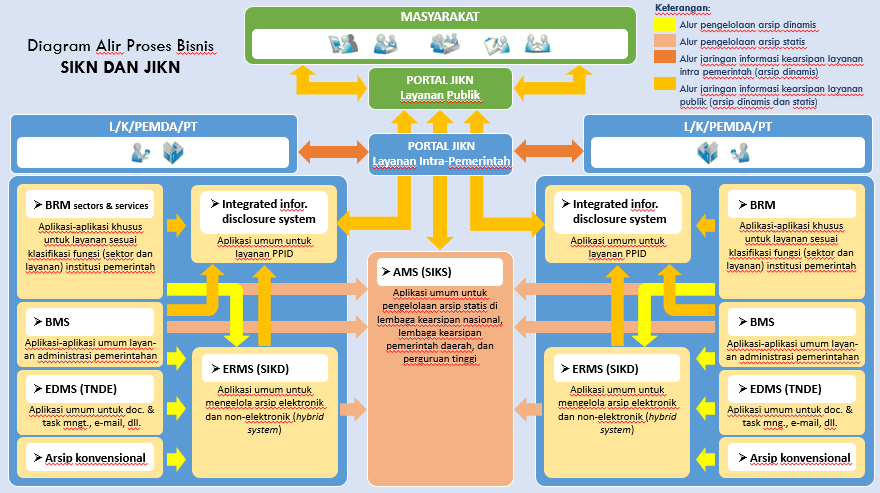 Diagram Alir Proses Bisnis
SIKN DAN JIKN
MASYARAKAT
Keterangan:
Alur pengelolaan arsip dinamis
Alur pengelolaan arsip statis
Alur jaringan informasi kearsipan layanan
intra pemerintah (arsip dinamis)
Alur jaringan informasi kearsipan layanan
publik (arsip dinamis dan statis)
PORTAL JIKN
Layanan Publik
L/K/PEMDA/PT
PORTAL JIKN
Layanan Intra-Pemerintah
L/K/PEMDA/PT
➤ BRM sectors & services
Aplikasi-aplikasi khusus
untuk layanan sesuai
klasifikasi fungsi (sektor dan
layanan) institusi pemerintah
➤ BMS
Aplikasi-aplikasi umum layan-
an administrasi pemerintahan
➤ EDMS (TNDE)
Aplikasi umum untuk doc. &
task mngt., e-mail, dll.
➤ Arsip konvensional
➤ Integrated infor.
disclosure system
Aplikasi umum untuk
layanan PPID
➤ ERMS (SIKD)
Aplikasi umum untuk
mengelola arsip elektronik
dan non-elektronik (hybrid
system)
➤ AMS (SIKS)
Aplikasi umum untuk
pengelolaan arsip statis di
lembaga kearsipan nasional,
lembaga kearsipan
pemerintah daerah, dan
perguruan tinggi
➤ Integrated infor.
disclosure system
Aplikasi umum untuk
layanan PPID
➤ ERMS (SIKD)
Aplikasi umum untuk
mengelola arsip elektronik
dan non-elektronik (hybrid
system)
➤ BRM
Aplikasi-aplikasi khusus
untuk layanan sesuai
klasifikasi fungsi (sektor dan
layanan) institusi pemerintah
➤ BMS
Aplikasi-aplikasi umum layan-
an administrasi pemerintahan
➤ EDMS (TNDE)
Aplikasi umum untuk doc. &
task mngt., e-mail, dll.
➤ Arsip konvensional